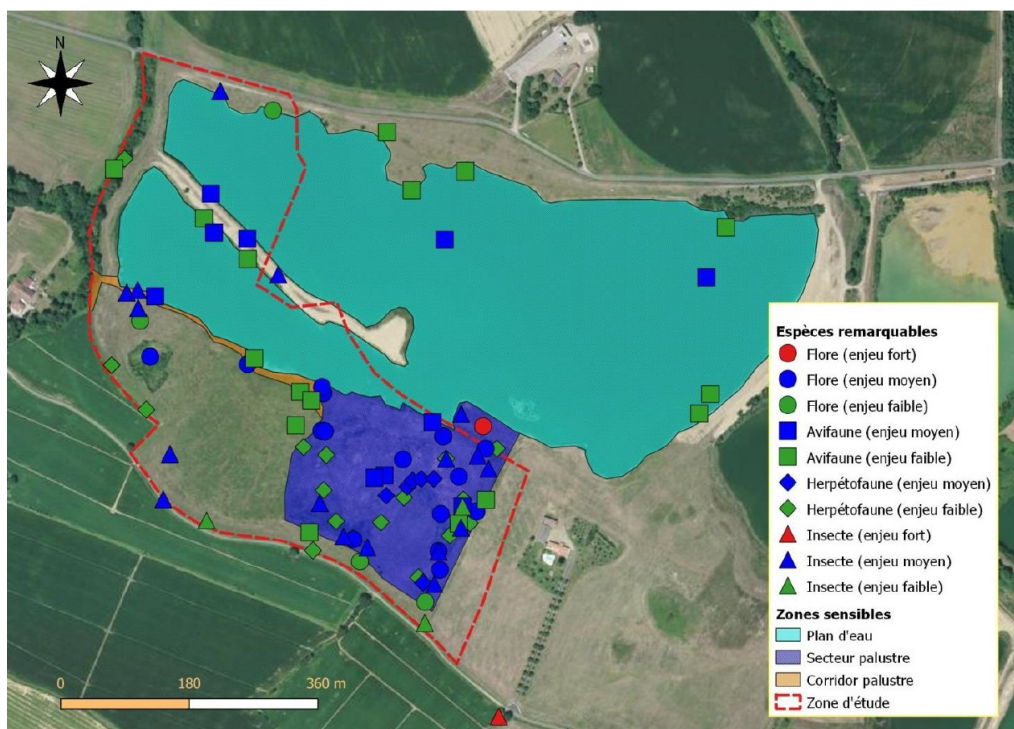 N
Espèces remarquables
Flore (enjeu fort)
Flore (enjeu moyen)
Flore (enjeu faible)
Avifaune (enjeu moyen)
Avifaune (enjeu faible)
Herpétofaune (enjeu moyen)
Herpétofaune (enjeu faible)
Insecte (enjeu fort)
Insecte (enjeu moyen)
Insecte (enjeu faible)
Zones sensibles
Plan d'eau
Secteur palustre
Corridor palustre
Zone d'étude
0 180 360 m